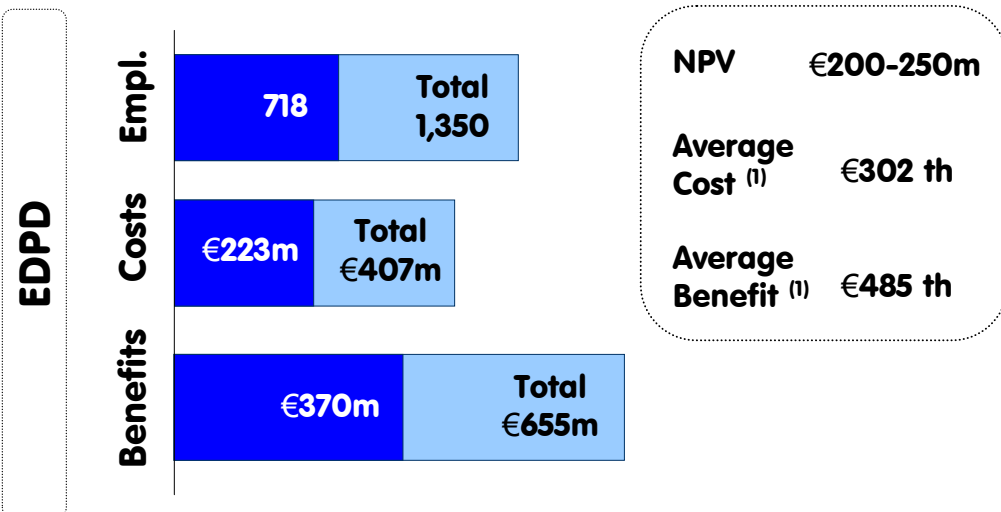 EDPD
Empl.
718
Total
1,350
Costs
€223m
Total
€407m
Benefits
€370m
Total
€655m
NPV €200-250m
Average
Cost (1) €302 th
Average
Benefit (1) €485 th